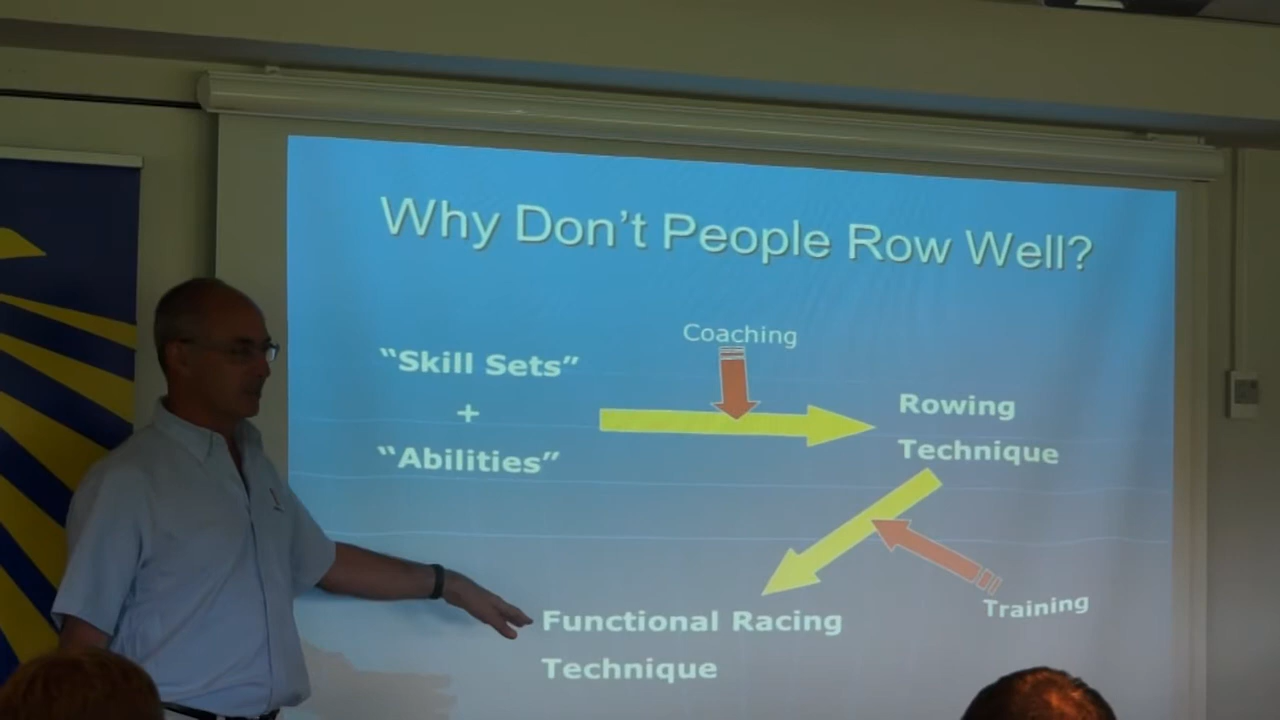 Why Don't People Row Well?
Coaching
“Skill Sets”
+
“Abilities”
Rowing
Technique
Training
Functional Racing
Technique